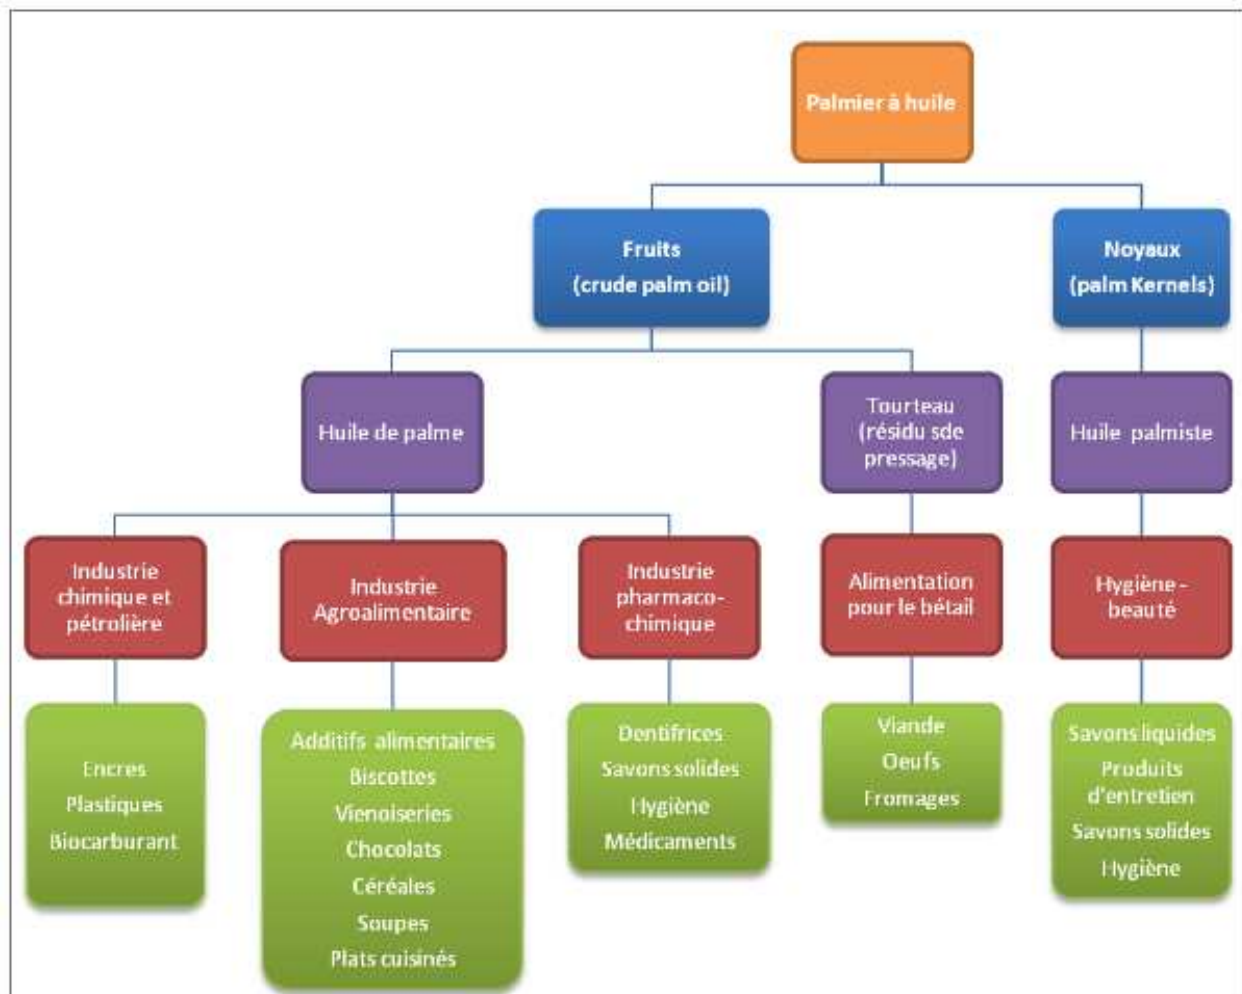 Palmier à huile
Fruits
(crude palm oil)
Noyaux
(palm Kernels)
Huile de palme
Tourteau
(résidu sde
pressage)
Huile palmiste
Industrie
chimique et
pétrolière
Industrie
Agroalimentaire
Industrie
pharmaco-
chimique
Alimentation
pour le bétail
Hygiène -
beauté
Encres
Plastiques
Biocarburant
Additifs alimentaires
Biscottes
Vienoiseries
Chocolats
Céréales
Soupes
Plats cuisinés
Dentifrices
Savons solides
Hygiène
Médicaments
Viande
Oeufs
Fromages
Savons liquides
Produits
d'entretien
Savons solides
Hygiène